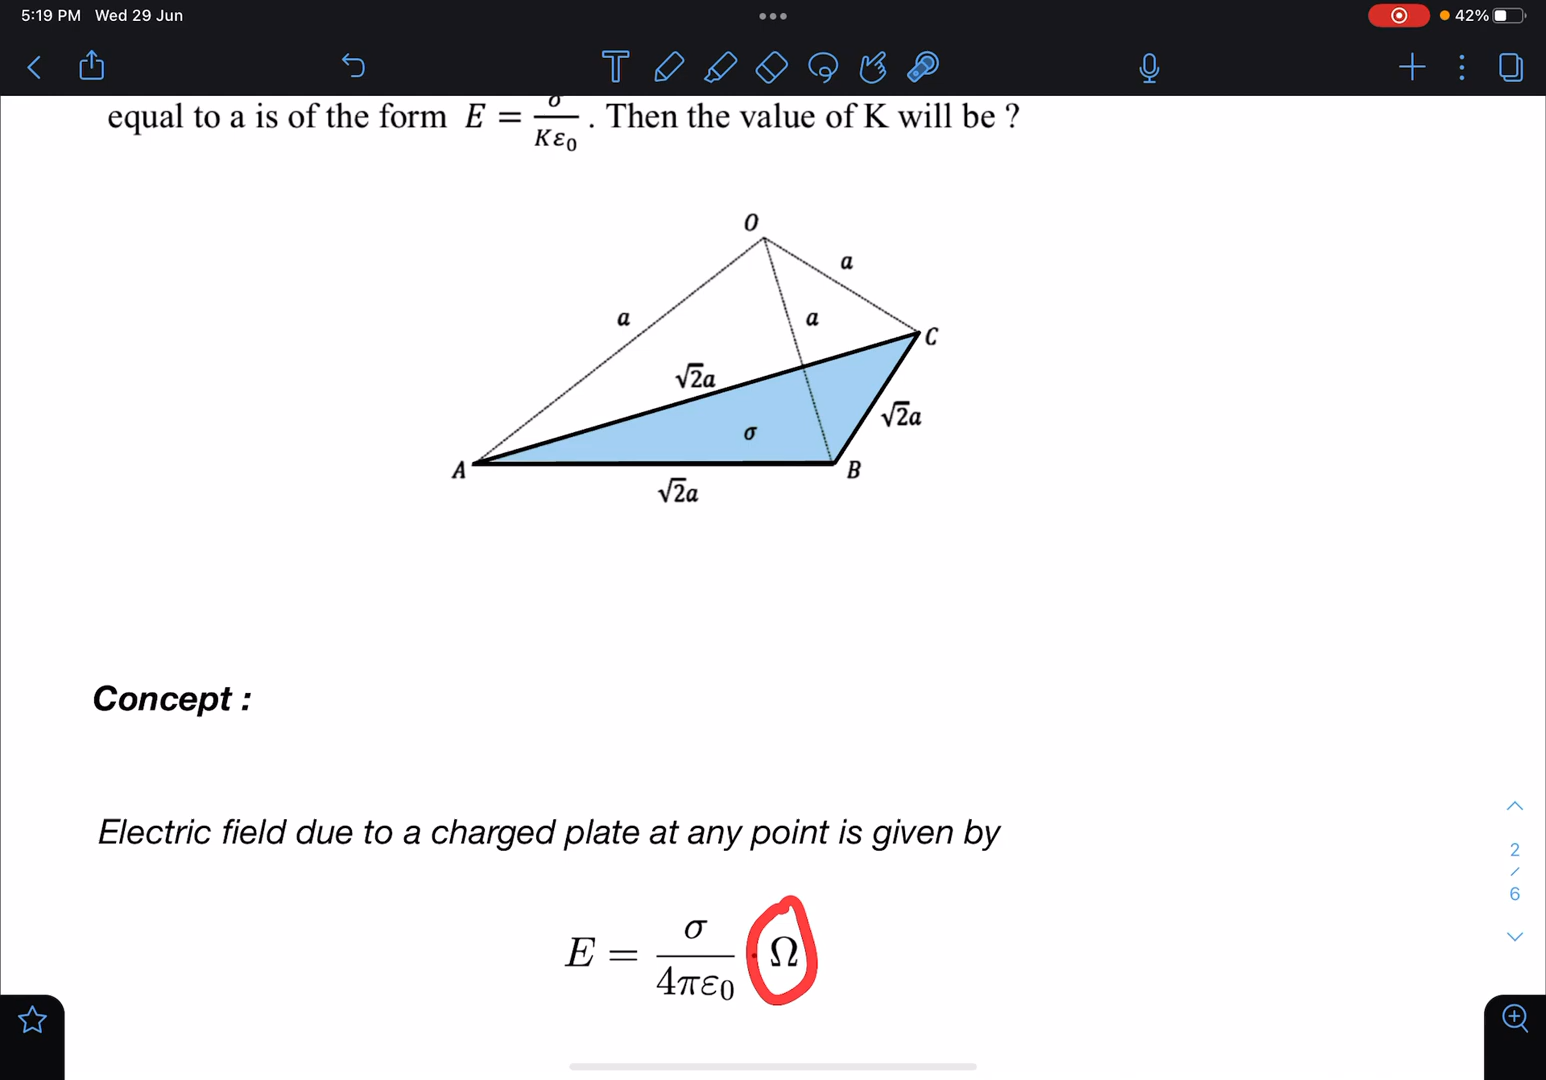 5:19 PM Wed 29 Jun
42%
equal to a is of the form E = σ/(Kε₀) . Then the value of K will be ?
O
a
a
a
C
√2a
√2a
σ
A
B
√2a
Concept :
Electric field due to a charged plate at any point is given by
2
/
6
E = σ/(4πε₀) Ω